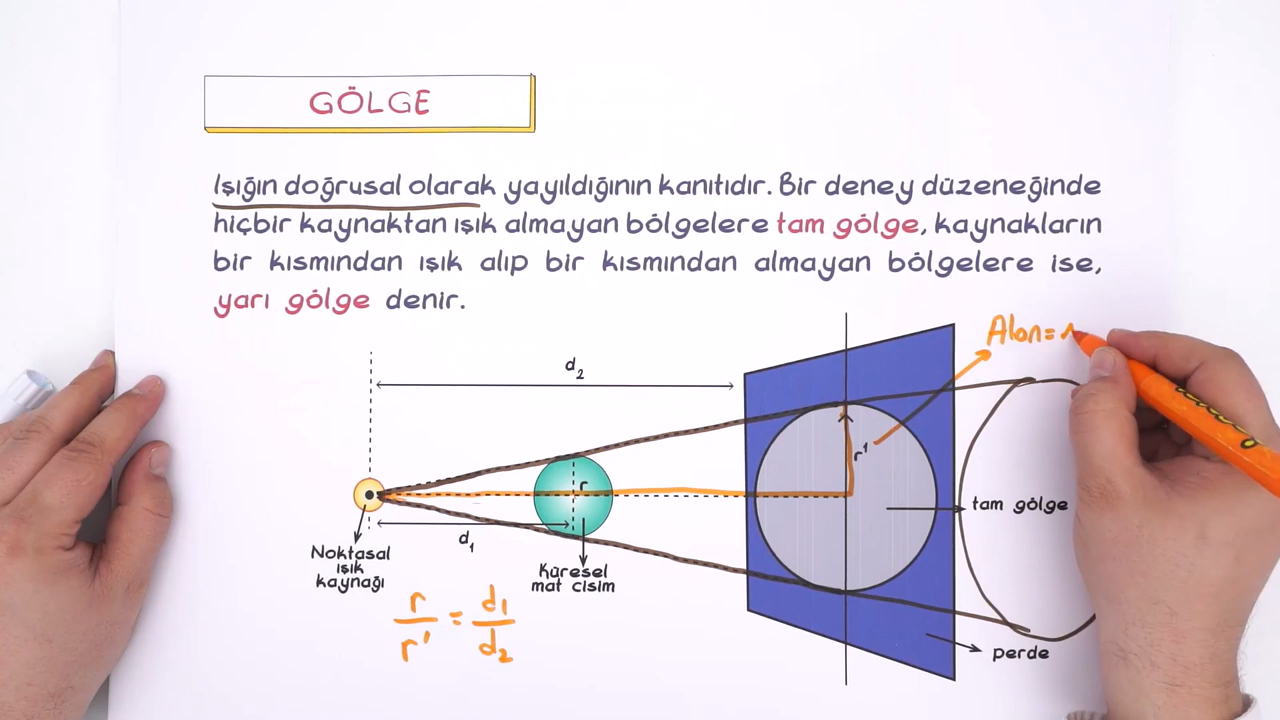 GÖLGE
Işığın doğrusal olarak yayıldığının kanıtıdır. Bir deney düzeneğinde
hiçbir kaynaktan ışık almayan bölgelere tam gölge, kaynakların
bir kısmından ışık alıp bir kısmından almayan bölgelere ise,
yarı gölge denir.
Alan=
d2
r'
r
tam gölge
d1
Noktasal
ışık
kaynağı
Küresel
mat cisim
r/r' = d1/d2
perde